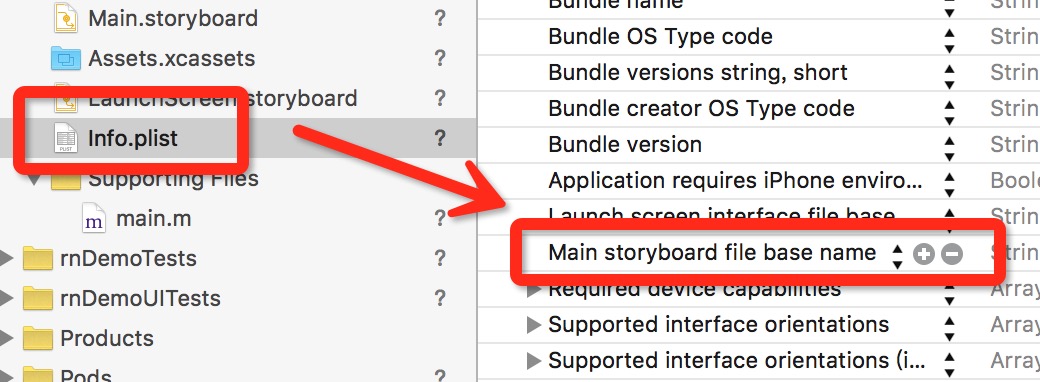 Main.storyboard ?
Assets.xcassets ?
LaunchScreen.storyboard ?
Info.plist ?
Supporting Files
m main.m ?
rnDemoTests ?
rnDemoUITests ?
Products ?
Pods ?
Bundle name Strin
Bundle OS Type code Strin
Bundle versions string, short Strin
Bundle creator OS Type code Strin
Bundle version Strin
Application requires iPhone enviro... Boole
Launch screen interface file base Strin
Main storyboard file base name Strin
Required device capabilities Array
Supported interface orientations Array
Supported interface orientations (i... Array